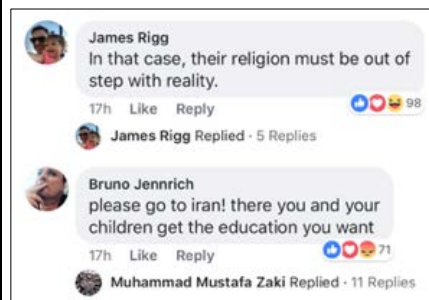 James Rigg
In that case, their religion must be out of
step with reality.
17h Like Reply 98
James Rigg Replied · 5 Replies
Bruno Jennrich
please go to iran! there you and your
children get the education you want
17h Like Reply 71
Muhammad Mustafa Zaki Replied · 11 Replies